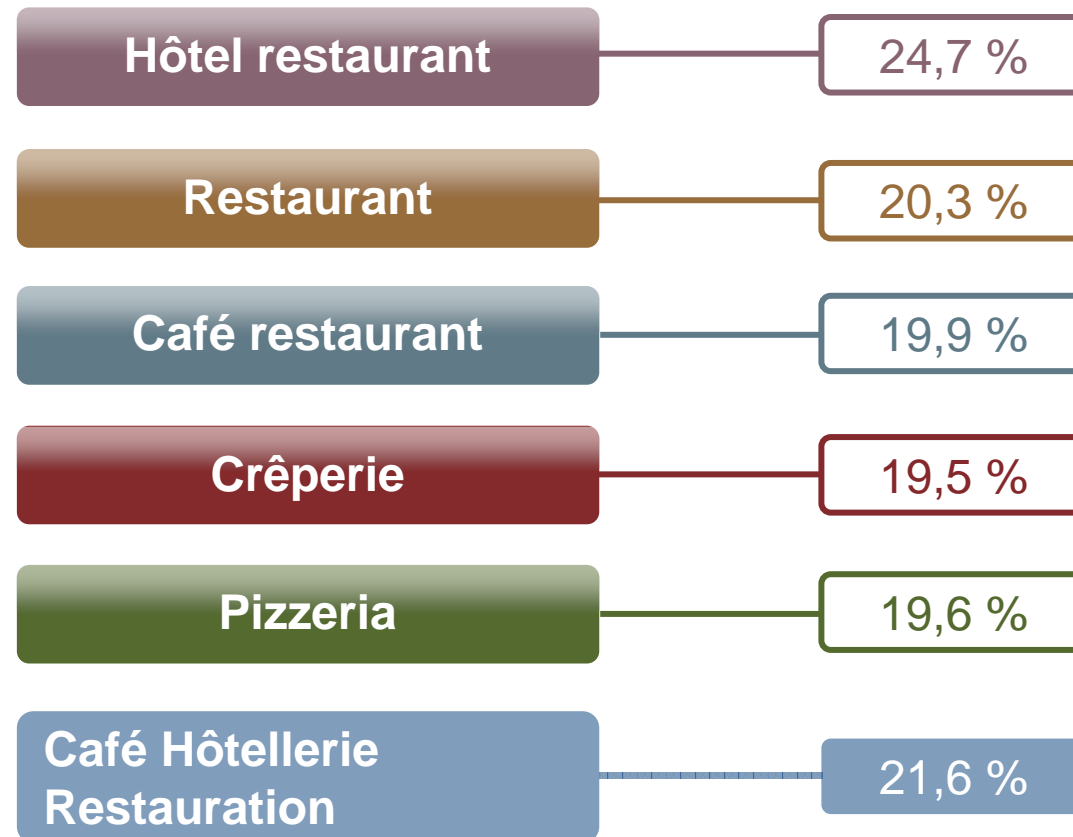 Hôtel restaurant 24,7 %
Restaurant 20,3 %
Café restaurant 19,9 %
Crêperie 19,5 %
Pizzeria 19,6 %
Café Hôtellerie
Restauration 21,6 %